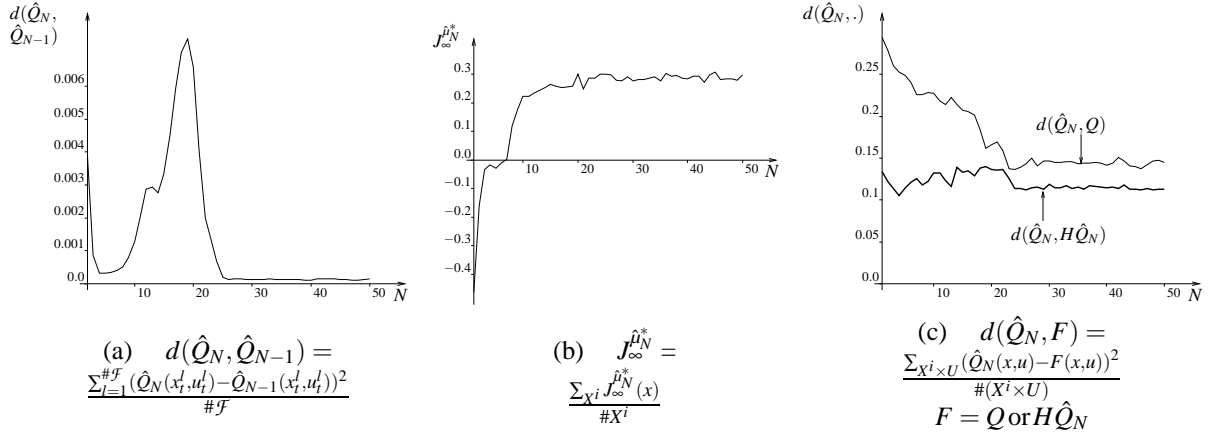 d(Q̂_N,
Q̂_{N−1})
0.006
0.005
0.004
0.003
0.002
0.001
0.0
10
20
30
40
50
N
J_∞^{μ̂*_N}
0.3
0.2
0.1
0.0
−0.1
−0.2
−0.3
−0.4
10
20
30
40
50
N
d(Q̂_N,.)
0.25
0.2
0.15
0.1
0.05
0.0
10
20
30
40
50
N
d(Q̂_N,Q)
d(Q̂_N,HQ̂_N)
(a) d(Q̂_N,Q̂_{N−1}) =
∑_{l=1}^{#ℱ}(Q̂_N(x_t^l,u_t^l)−Q̂_{N−1}(x_t^l,u_t^l))²
#ℱ
(b) J_∞^{μ̂*_N} =
∑_{X^i} J_∞^{μ̂*_N}(x)
#X^i
(c) d(Q̂_N,F) =
∑_{X^i×U}(Q̂_N(x,u)−F(x,u))²
#(X^i×U)
F = Q or HQ̂_N